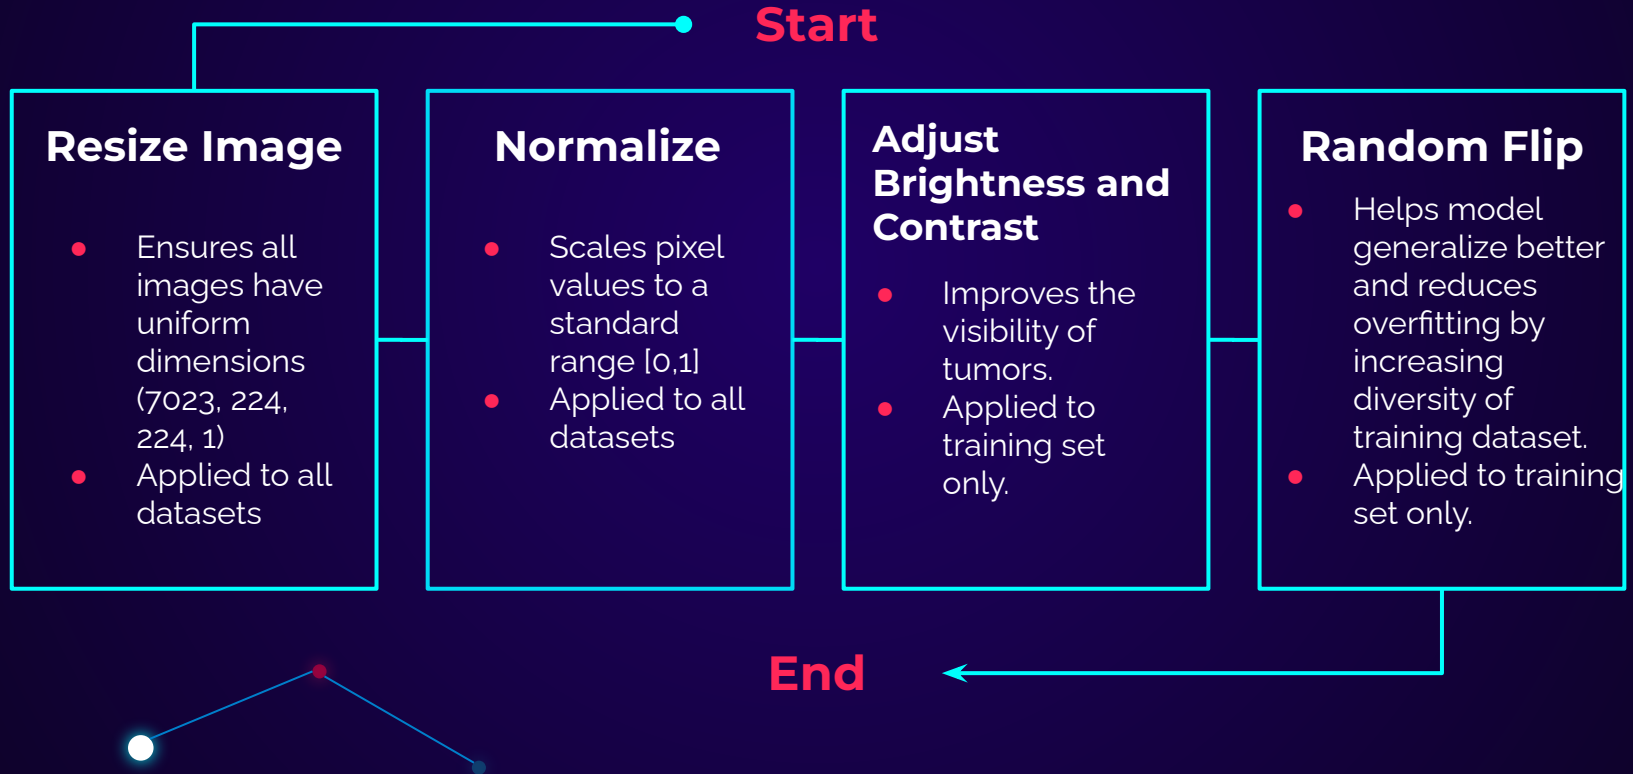 Start
Resize Image
● Ensures all
images have
uniform
dimensions
(7023, 224,
224, 1)
● Applied to all
datasets
Normalize
● Scales pixel
values to a
standard
range [0,1]
● Applied to all
datasets
Adjust
Brightness and
Contrast
● Improves the
visibility of
tumors.
● Applied to
training set
only.
Random Flip
● Helps model
generalize better
and reduces
overfitting by
increasing
diversity of
training dataset.
● Applied to training
set only.
End